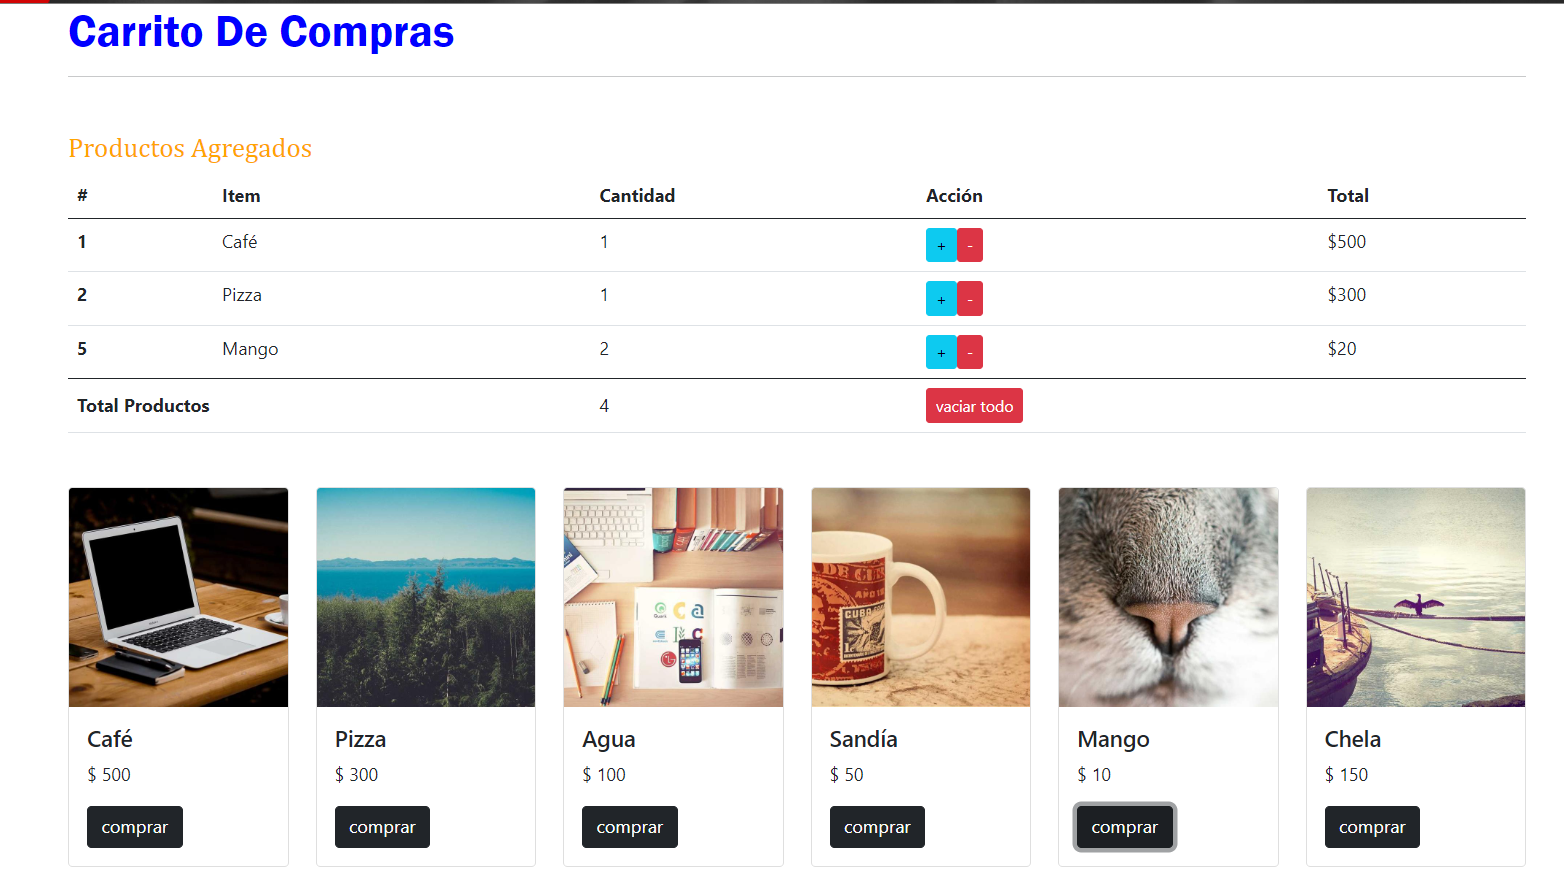 Carrito De Compras
Productos Agregados
# Item Cantidad Acción Total
1 Café 1 + - $500
2 Pizza 1 + - $300
5 Mango 2 + - $20
Total Productos 4 vaciar todo
CUBA
Café Pizza Agua Sandía Mango Chela
$ 500 $ 300 $ 100 $ 50 $ 10 $ 150
comprar comprar comprar comprar comprar comprar